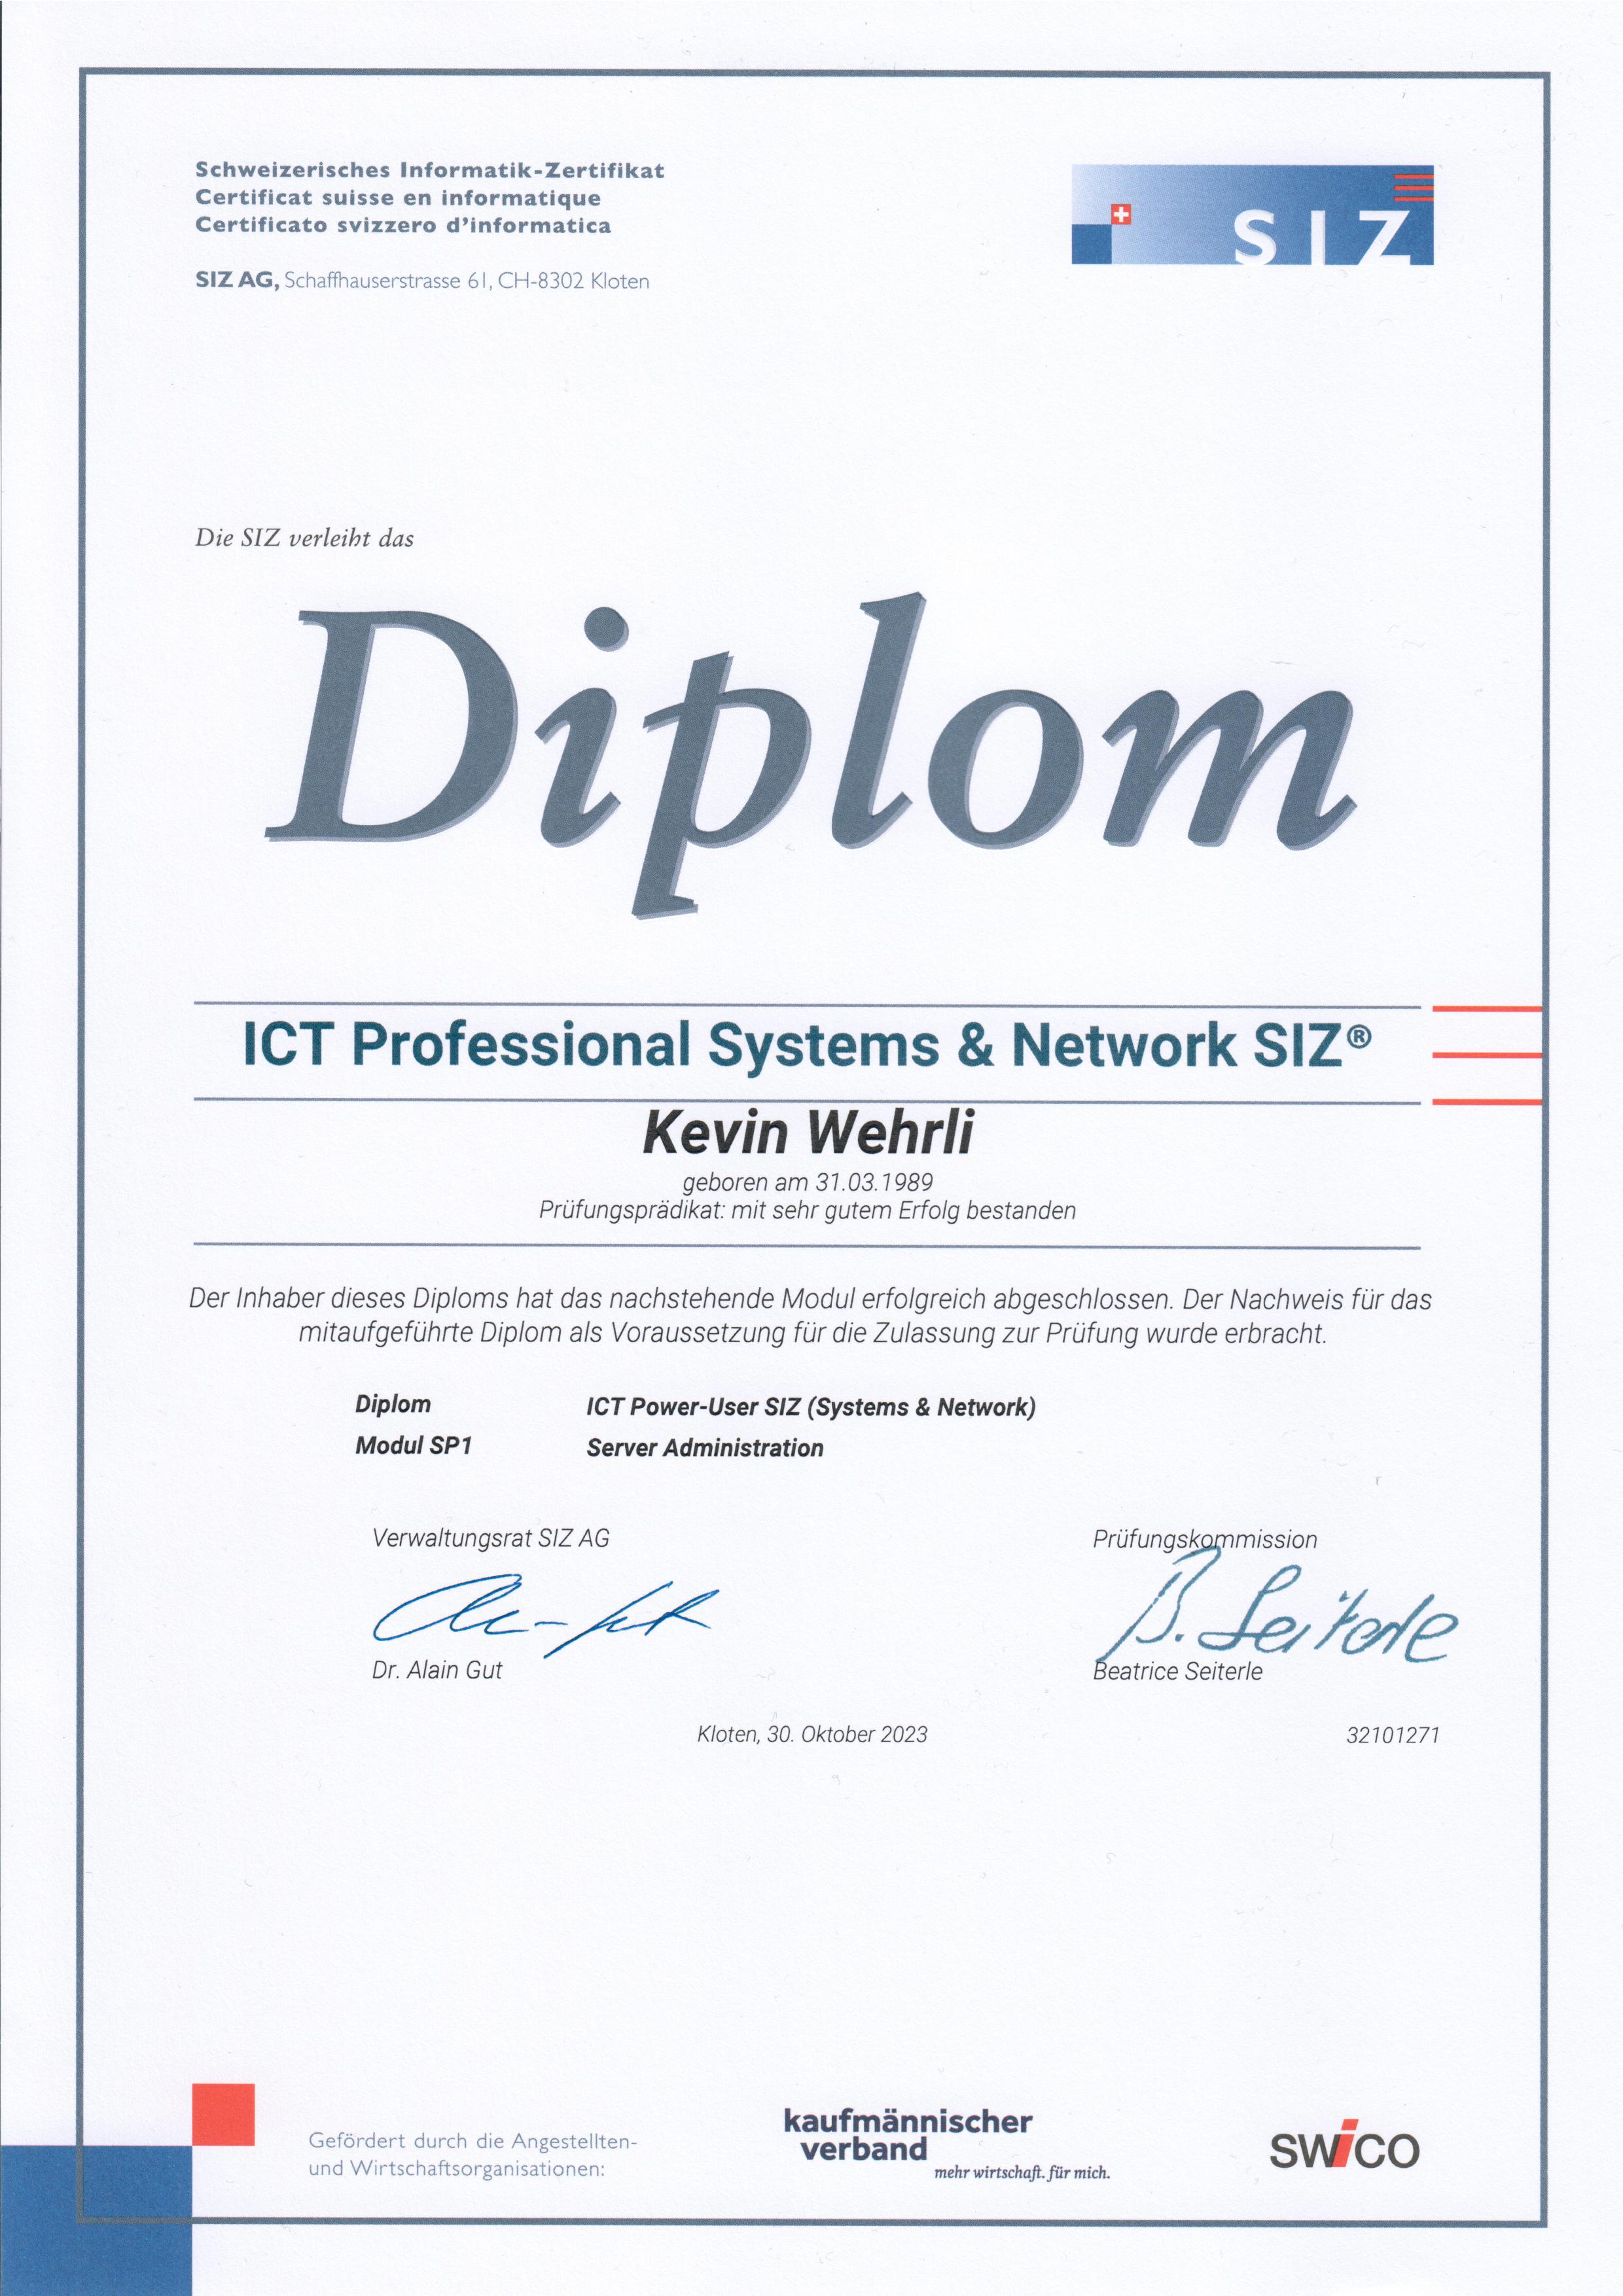 Schweizerisches Informatik-Zertifikat
Certificat suisse en informatique
Certificato svizzero d'informatica
SIZ AG, Schaffhauserstrasse 61, CH-8302 Kloten
SIZ
Die SIZ verleiht das
Diplom
ICT Professional Systems & Network SIZ®
Kevin Wehrli
geboren am 31.03.1989
Prüfungsprädikat: mit sehr gutem Erfolg bestanden
Der Inhaber dieses Diploms hat das nachstehende Modul erfolgreich abgeschlossen. Der Nachweis für das
mitaufgeführte Diplom als Voraussetzung für die Zulassung zur Prüfung wurde erbracht.
Diplom ICT Power-User SIZ (Systems & Network)
Modul SP1 Server Administration
Verwaltungsrat SIZ AG Prüfungskommission
B. Seiterle
Dr. Alain Gut Beatrice Seiterle
Kloten, 30. Oktober 2023 32101271
Gefördert durch die Angestellten-
und Wirtschaftsorganisationen:
kaufmännischer
verband
mehr wirtschaft. für mich.
swico